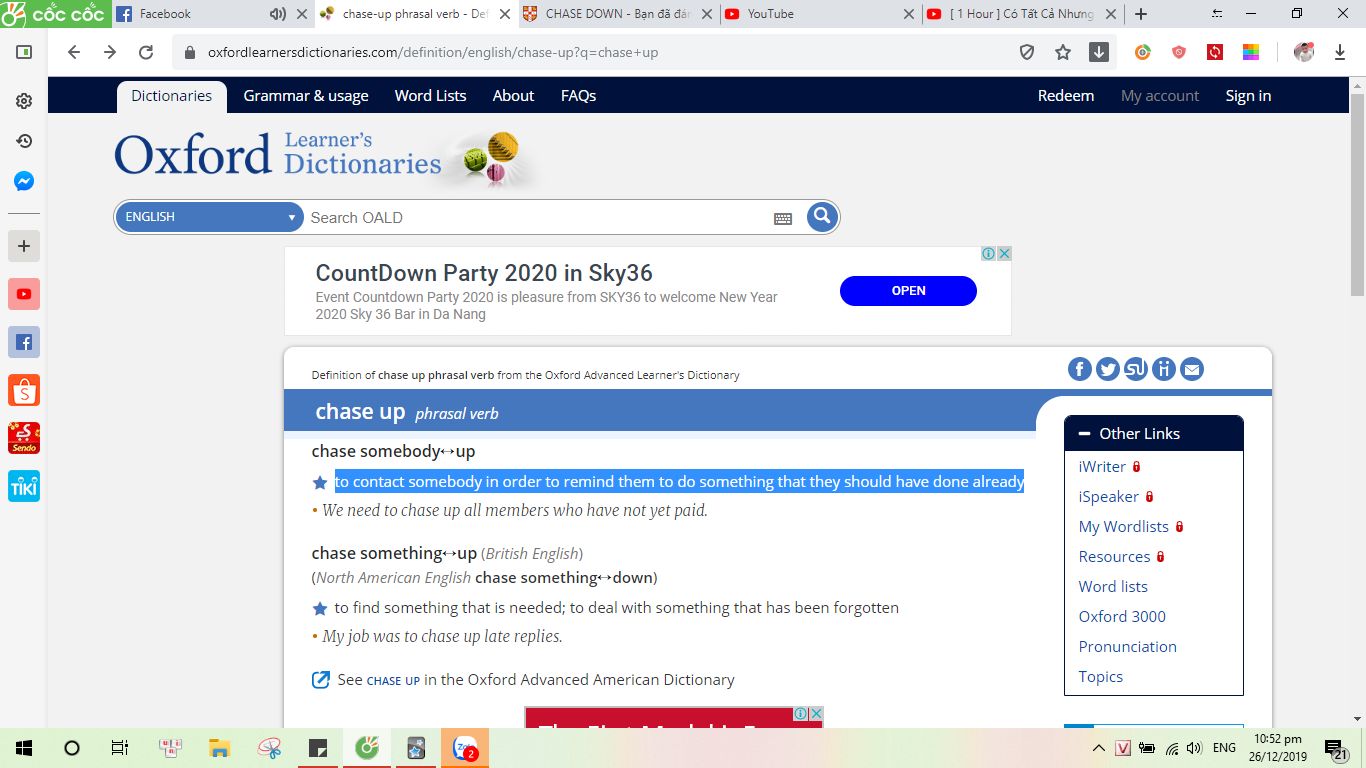 cốc cốc
Facebook
chase-up phrasal verb - De
CHASE DOWN - Bạn đã đán
YouTube
[ 1 Hour ] Có Tất Cả Nhưng
oxfordlearnersdictionaries.com/definition/english/chase-up?q=chase+up
Dictionaries Grammar & usage Word Lists About FAQs Redeem My account Sign in
Oxford Learner's Dictionaries
ENGLISH Search OALD
CountDown Party 2020 in Sky36
Event Countdown Party 2020 is pleasure from SKY36 to welcome New Year
2020 Sky 36 Bar in Da Nang
OPEN
Definition of chase up phrasal verb from the Oxford Advanced Learner's Dictionary
chase up phrasal verb
chase somebody↔up
to contact somebody in order to remind them to do something that they should have done already
• We need to chase up all members who have not yet paid.
chase something↔up (British English)
(North American English chase something↔down)
to find something that is needed; to deal with something that has been forgotten
• My job was to chase up late replies.
See CHASE UP in the Oxford Advanced American Dictionary
Other Links
iWriter
iSpeaker
My Wordlists
Resources
Word lists
Oxford 3000
Pronunciation
Topics
Sendo
TIKI
2
V
ENG
10:52 pm
26/12/2019
21